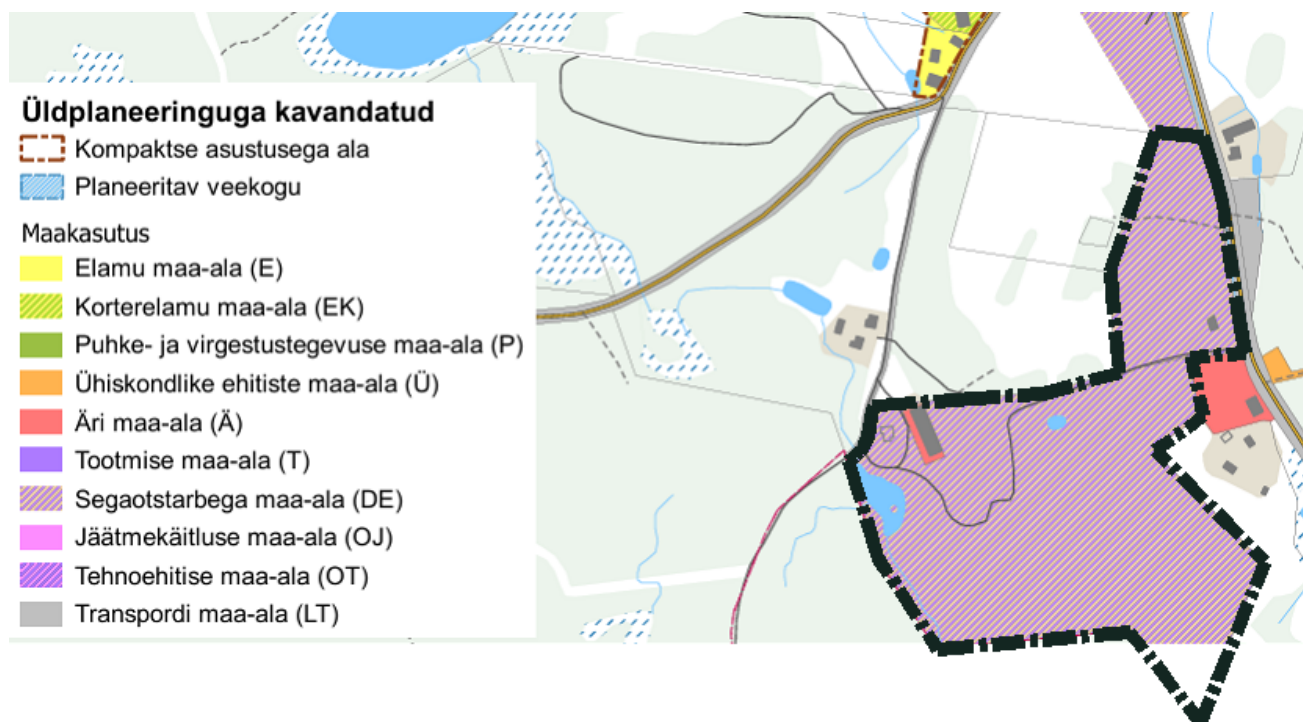 Üldplaneeringuga kavandatud
Kompaktse asustusega ala
Planeeritav veekogu
Maakasutus
Elamu maa-ala (E)
Korterelamu maa-ala (EK)
Puhke- ja virgestustegevuse maa-ala (P)
Ühiskondlike ehitiste maa-ala (Ü)
Äri maa-ala (Ä)
Tootmise maa-ala (T)
Segaotstarbega maa-ala (DE)
Jäätmekäitluse maa-ala (OJ)
Tehnoehitise maa-ala (OT)
Transpordi maa-ala (LT)